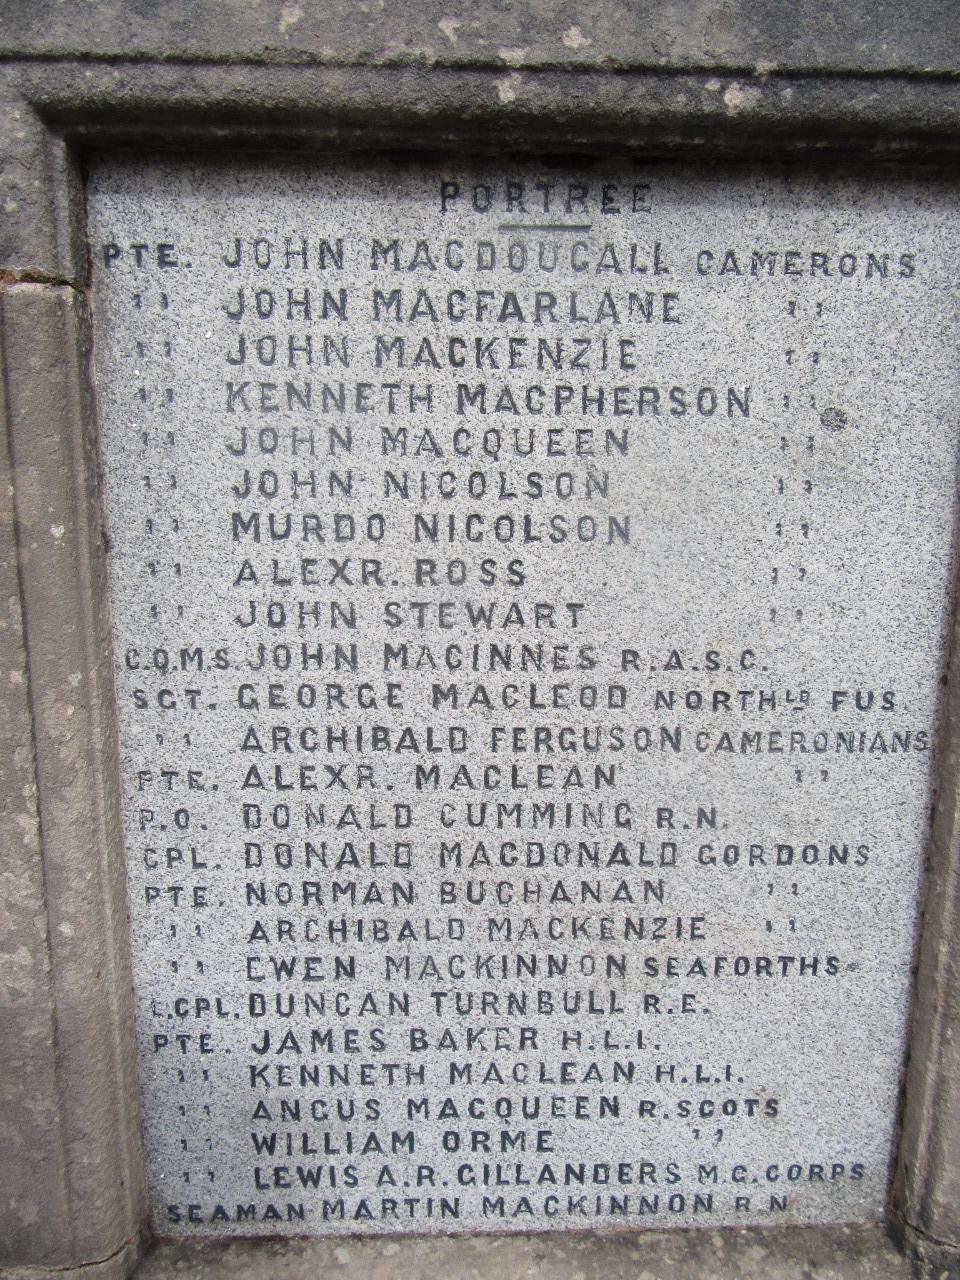 PORTREE
PTE. JOHN MACDOUGALL CAMERONS
" JOHN MACFARLANE "
" JOHN MACKENZIE "
" KENNETH MACPHERSON "
" JOHN MACQUEEN "
" JOHN NICOLSON "
" MURDO NICOLSON "
" ALEXR. ROSS "
" JOHN STEWART "
C.Q.M.S. JOHN MACINNES R.A.S.C.
SGT. GEORGE MACLEOD NORTHLD FUS.
" ARCHIBALD FERGUSON CAMERONIANS
PTE. ALEXR. MACLEAN "
P.O. DONALD CUMMING R.N.
CPL. DONALD MACDONALD GORDONS
PTE. NORMAN BUCHANAN "
" ARCHIBALD MACKENZIE "
" EWEN MACKINNON SEAFORTHS.
L.CPL. DUNCAN TURNBULL R.E.
PTE. JAMES BAKER H.L.I.
" KENNETH MACLEAN H.L.I.
" ANGUS MACQUEEN R.SCOTS
" WILLIAM ORME "
" LEWIS A.R. GILLANDERS M.G. CORPS
SEAMAN MARTIN MACKINNON R N